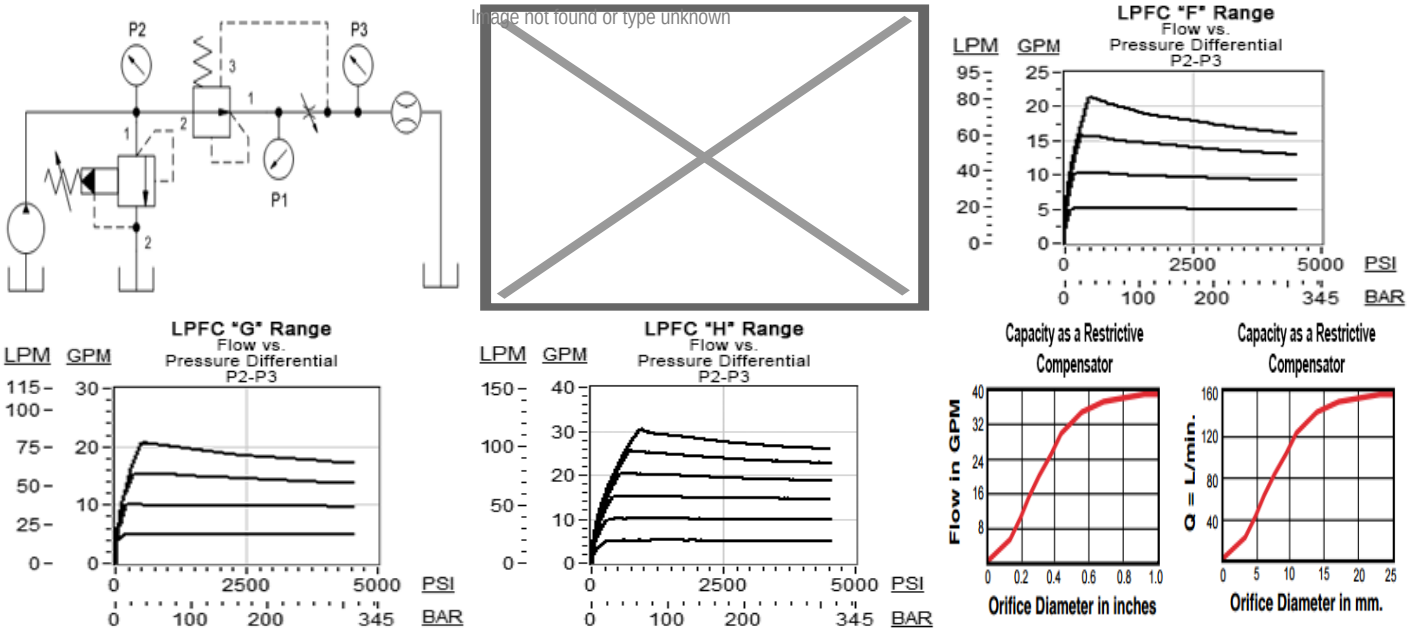 P2
P3
3
1
2
1
P1
2
Image not found or type unknown
LPFC "F" Range
Flow vs.
Pressure Differential
P2-P3
LPM GPM
95
80
60
40
20
0
25
20
15
10
5
0
0 2500 5000 PSI
0 100 200 345 BAR
LPFC "G" Range
Flow vs.
Pressure Differential
P2-P3
LPM GPM
115
100
75
50
25
0
30
20
10
0
0 2500 5000 PSI
0 100 200 345 BAR
LPFC "H" Range
Flow vs.
Pressure Differential
P2-P3
LPM GPM
150
100
50
0
40
30
20
10
0
0 2500 5000 PSI
0 100 200 345 BAR
Capacity as a Restrictive
Compensator
Flow in GPM
40
32
24
16
8
0 0.2 0.4 0.6 0.8 1.0
Orifice Diameter in inches
Capacity as a Restrictive
Compensator
Q = L/min.
160
120
80
40
0 5 10 15 20 25
Orifice Diameter in mm.